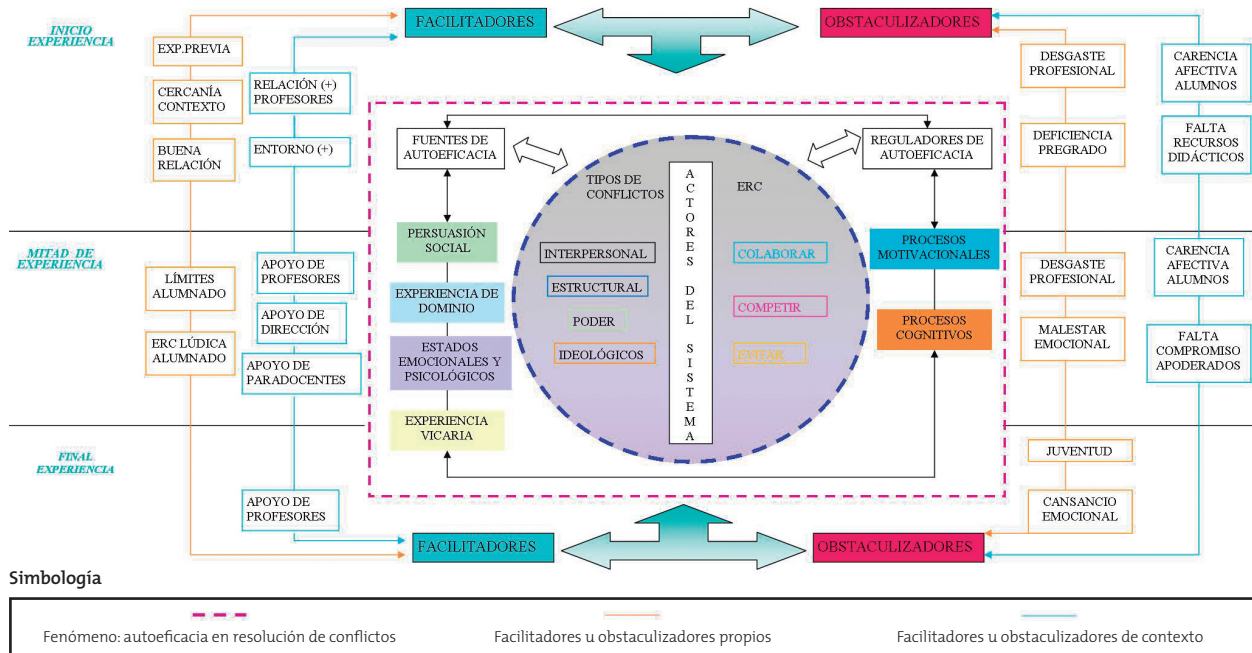 INICIO
EXPERIENCIA
FACILITADORES
OBSTACULIZADORES
EXP.PREVIA
CERCANÍA
CONTEXTO
BUENA
RELACIÓN
RELACIÓN (+)
PROFESORES
ENTORNO (+)
DESGASTE
PROFESIONAL
DEFICIENCIA
PREGRADO
CARENCIA
AFECTIVA
ALUMNOS
FALTA
RECURSOS
DIDÁCTICOS
FUENTES DE
AUTOEFICACIA
REGULADORES DE
AUTOEFICACIA
TIPOS DE
CONFLICTOS
ERC
ACTORES DEL SISTEMA
PERSUASIÓN
SOCIAL
EXPERIENCIA DE
DOMINIO
ESTADOS
EMOCIONALES Y
PSICOLÓGICOS
EXPERIENCIA
VICARIA
INTERPERSONAL
ESTRUCTURAL
PODER
IDEOLÓGICOS
COLABORAR
COMPETIR
EVITAR
PROCESOS
MOTIVACIONALES
PROCESOS
COGNITIVOS
MITAD DE
EXPERIENCIA
LÍMITES
ALUMNADO
ERC LÚDICA
ALUMNADO
APOYO DE
PROFESORES
APOYO DE
DIRECCIÓN
APOYO DE
PARADOCENTES
DESGASTE
PROFESIONAL
MALESTAR
EMOCIONAL
CARENCIA
AFECTIVA
ALUMNOS
FALTA
COMPROMISO
APODERADOS
FINAL
EXPERIENCIA
APOYO DE
PROFESORES
JUVENTUD
CANSANCIO
EMOCIONAL
FACILITADORES
OBSTACULIZADORES
Simbología
Fenómeno: autoeficacia en resolución de conflictos
Facilitadores u obstaculizadores propios
Facilitadores u obstaculizadores de contexto